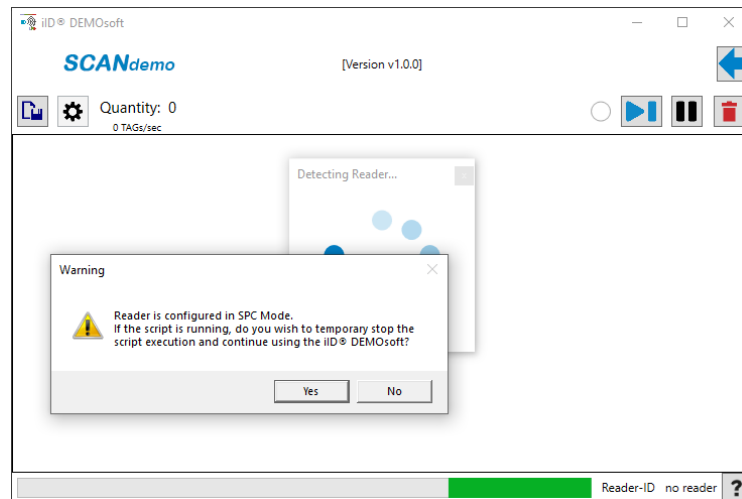 iID® DEMOsoft
SCANdemo
[Version v1.0.0]
Quantity: 0
0 TAGs/sec
Detecting Reader...
Warning
Reader is configured in SPC Mode.
If the script is running, do you wish to temporary stop the
script execution and continue using the iID® DEMOsoft?
Yes
No
Reader-ID no reader ?